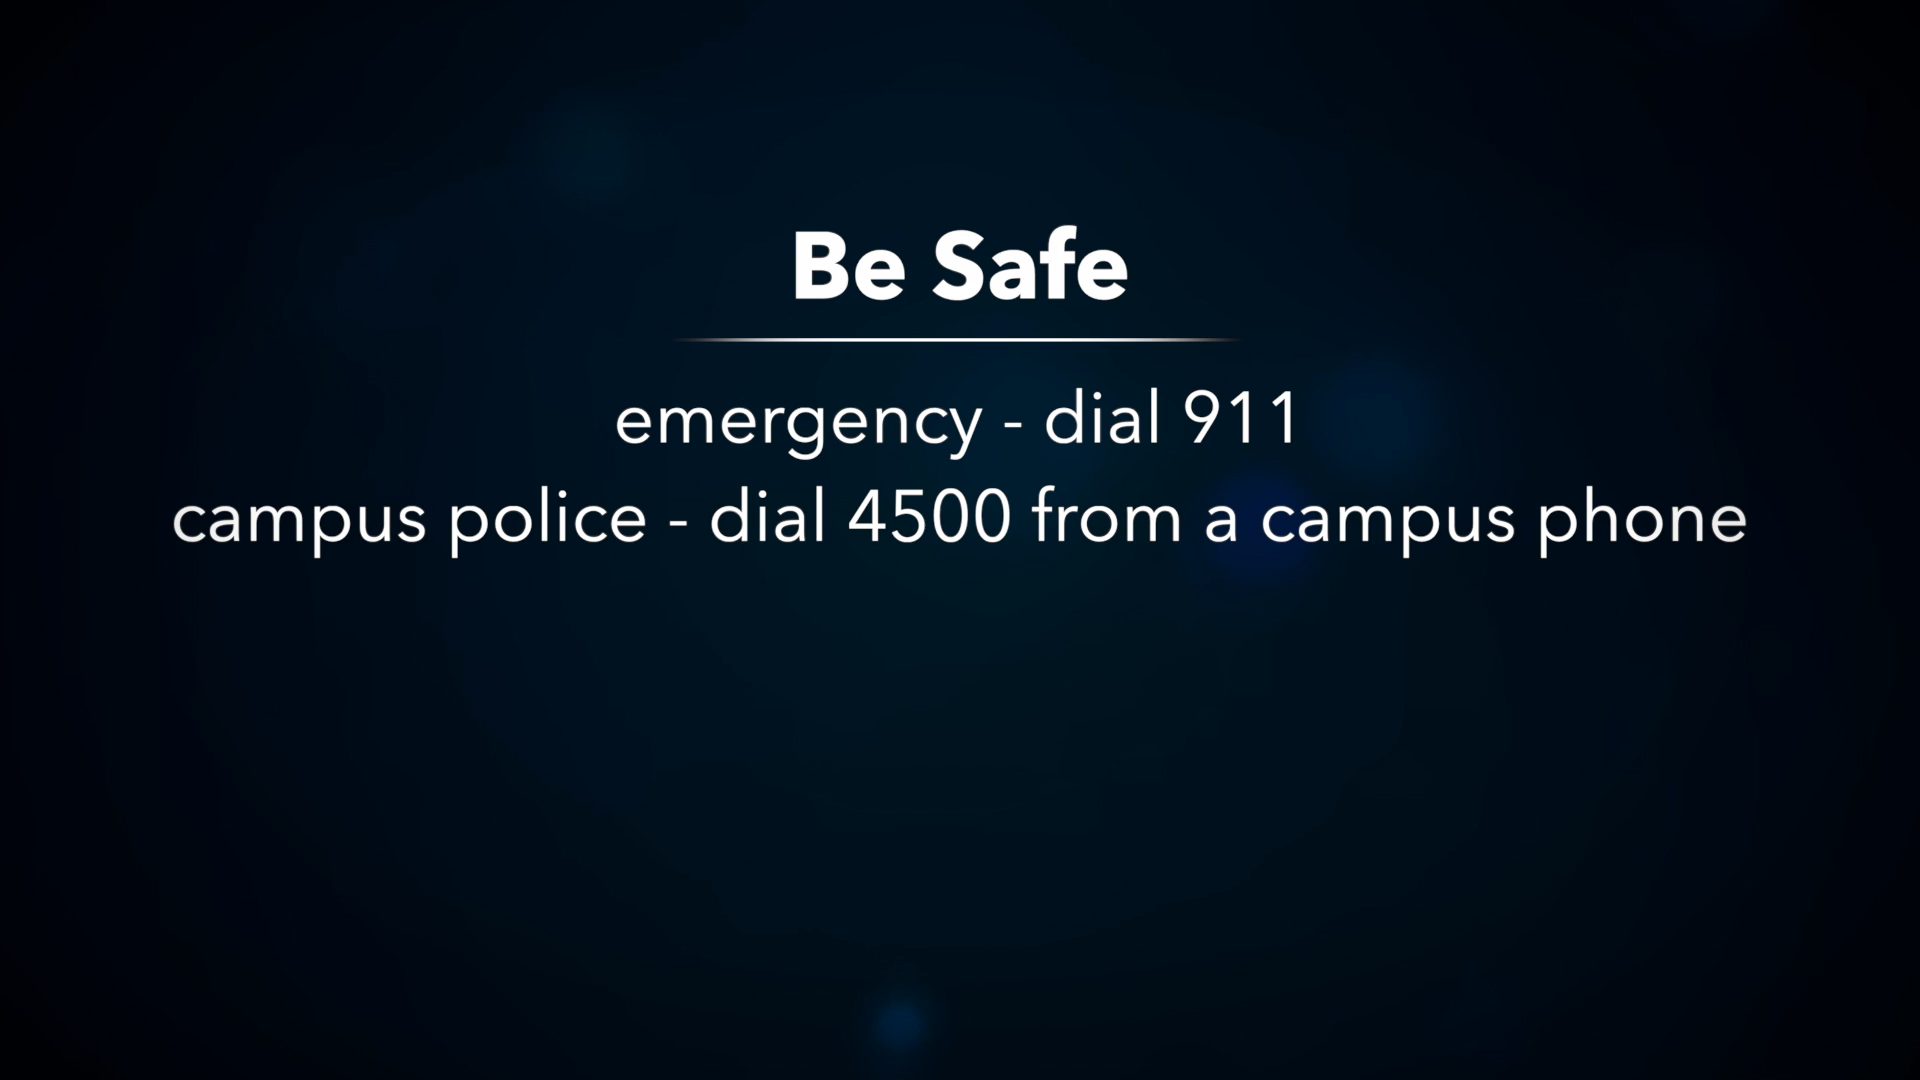 Be Safe
emergency - dial 911
campus police - dial 4500 from a campus phone